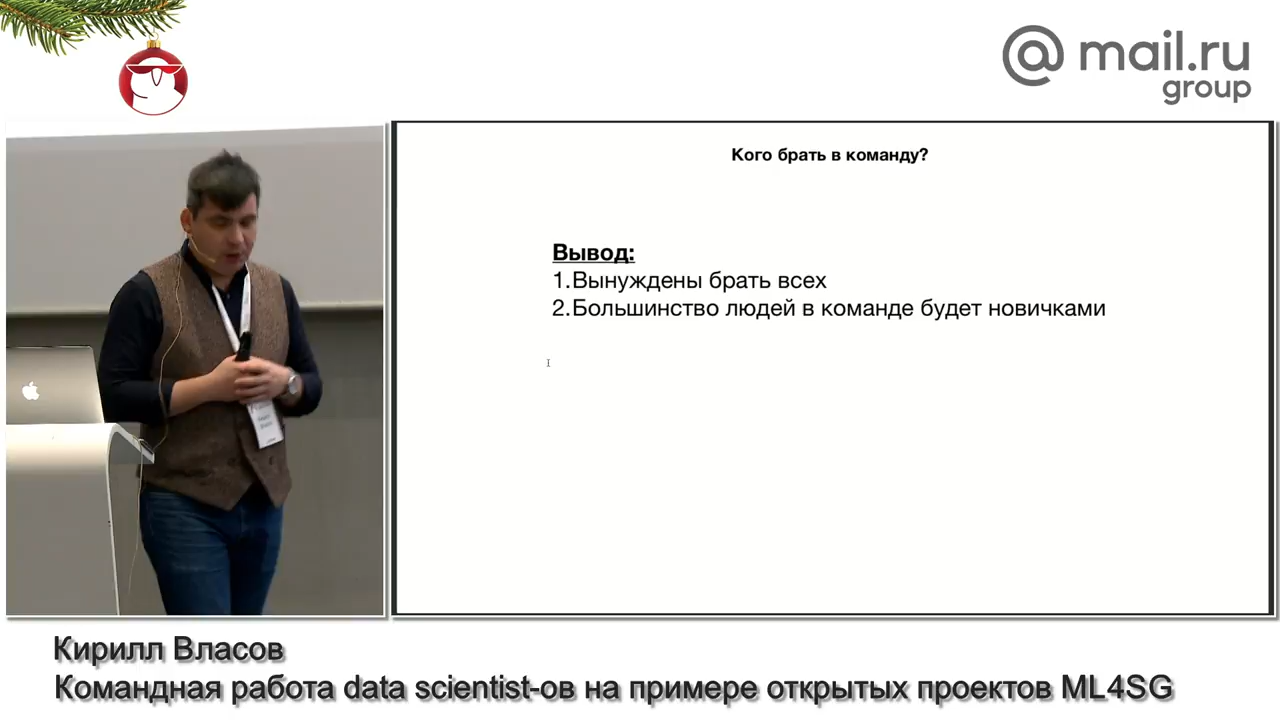 @ mail.ru
group
Кого брать в команду?
Вывод:
1.Вынуждены брать всех
2.Большинство людей в команде будет новичками
Кирилл Власов
Командная работа data scientist-ов на примере открытых проектов ML4SG